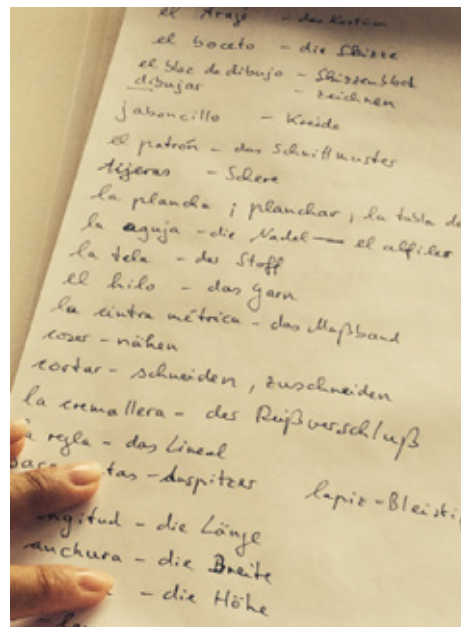 el traje - das Kostüm
el boceto - die Skizze
el bloc de dibujo - Skizzenblock
dibujar - zeichnen
jaboncillo - Kreide
el patrón - das Schnittmuster
tijeras - Schere
la plancha ; planchar ; la tabla de
la aguja - die Nadel — el alfiler
la tela - der Stoff
el hilo - das Garn
la cintra métrica - das Maßband
coser - nähen
cortar - schneiden, zuschneiden
la cremallera - der Reißverschluß
regla - das Lineal
- Anspitzer
lapiz - Bleisti
- die Länge
anchura - die Breite
- die Höhe